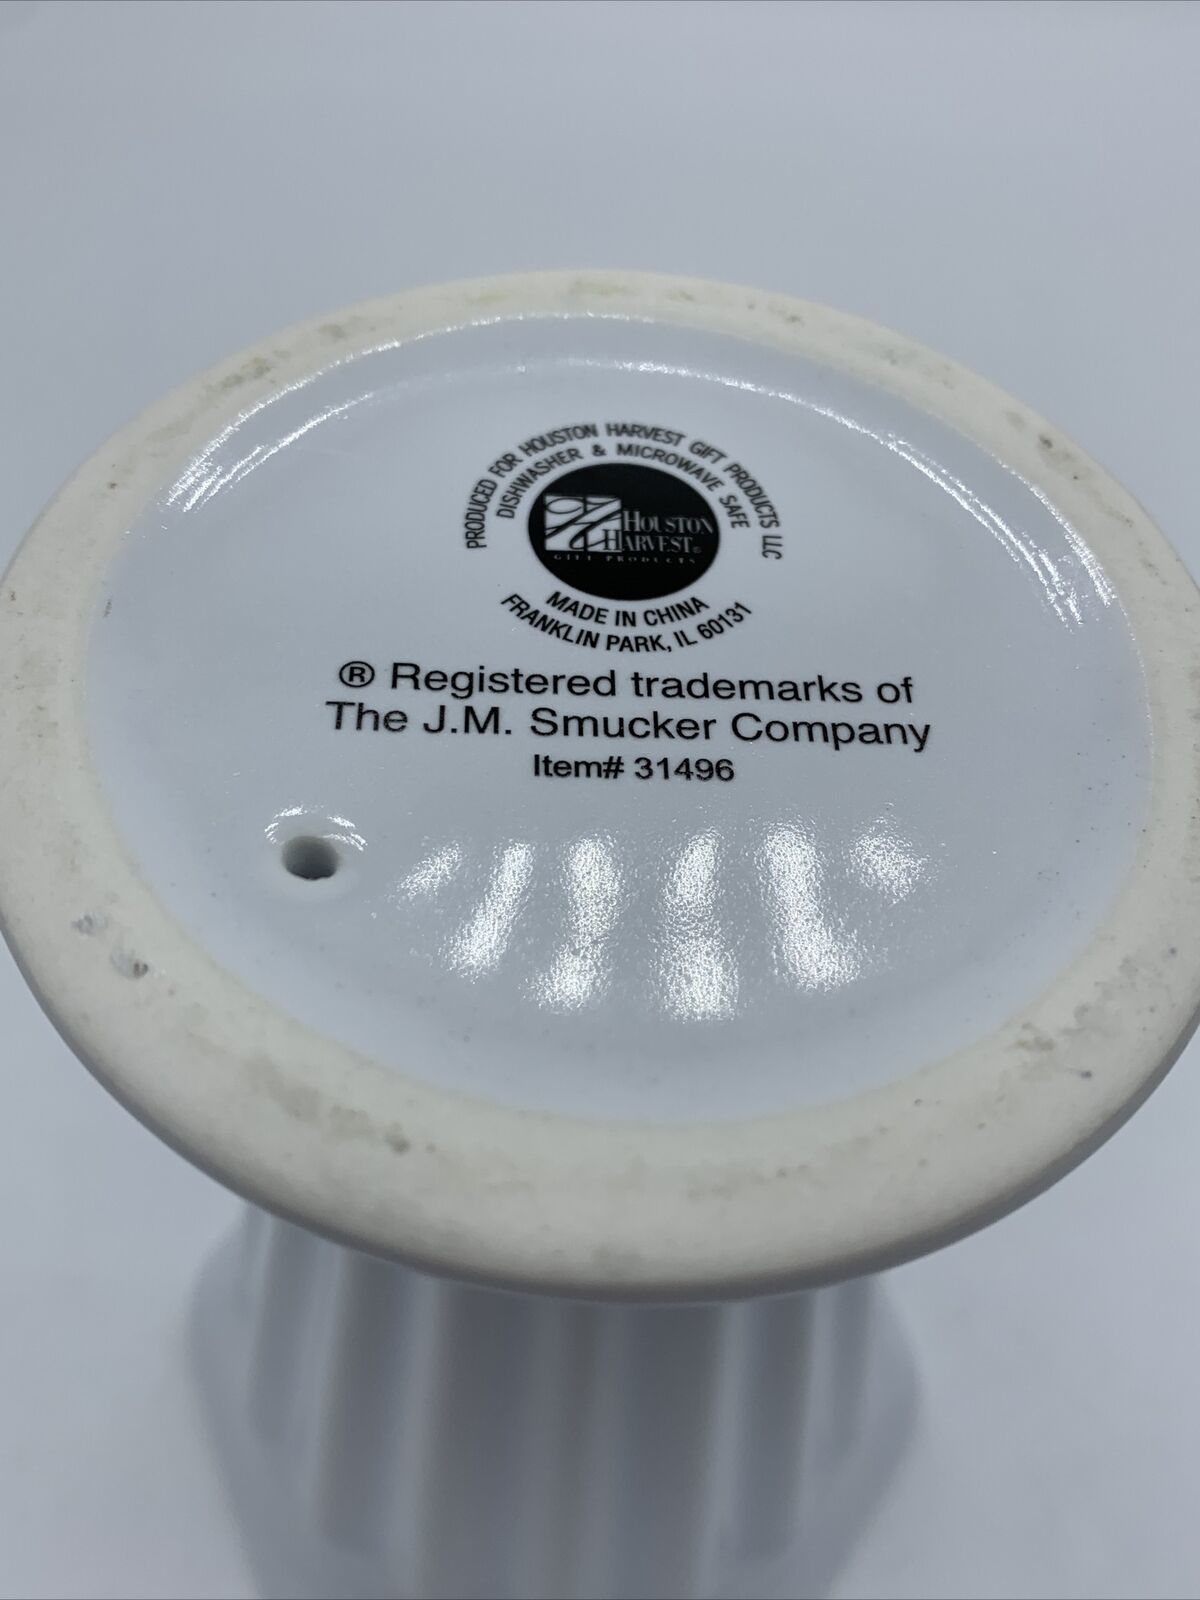 PRODUCED FOR HOUSTON HARVEST GIFT PRODUCTS LLC
DISHWASHER & MICROWAVE SAFE
HOUSTON
HARVEST®
GIFT PRODUCTS
MADE IN CHINA
FRANKLIN PARK, IL 60131
® Registered trademarks of
The J.M. Smucker Company
Item# 31496